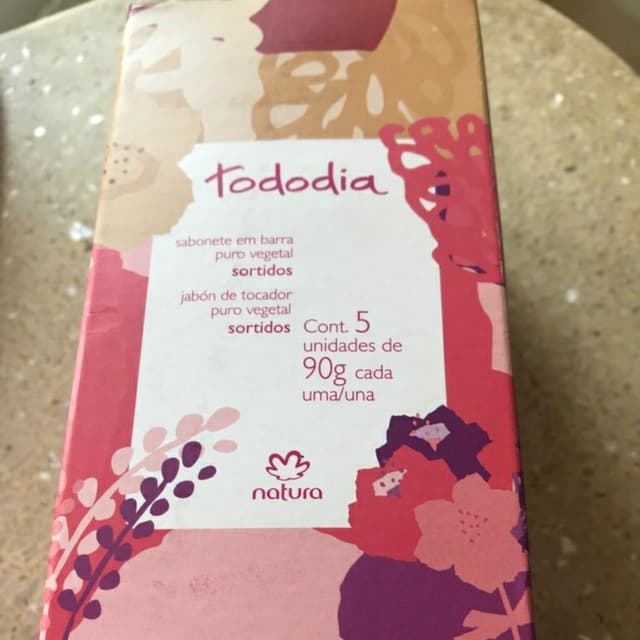 tododia
sabonete em barra
puro vegetal
sortidos
jabón de tocador
puro vegetal
sortidos
Cont. 5
unidades de
90g cada
uma/una
natura